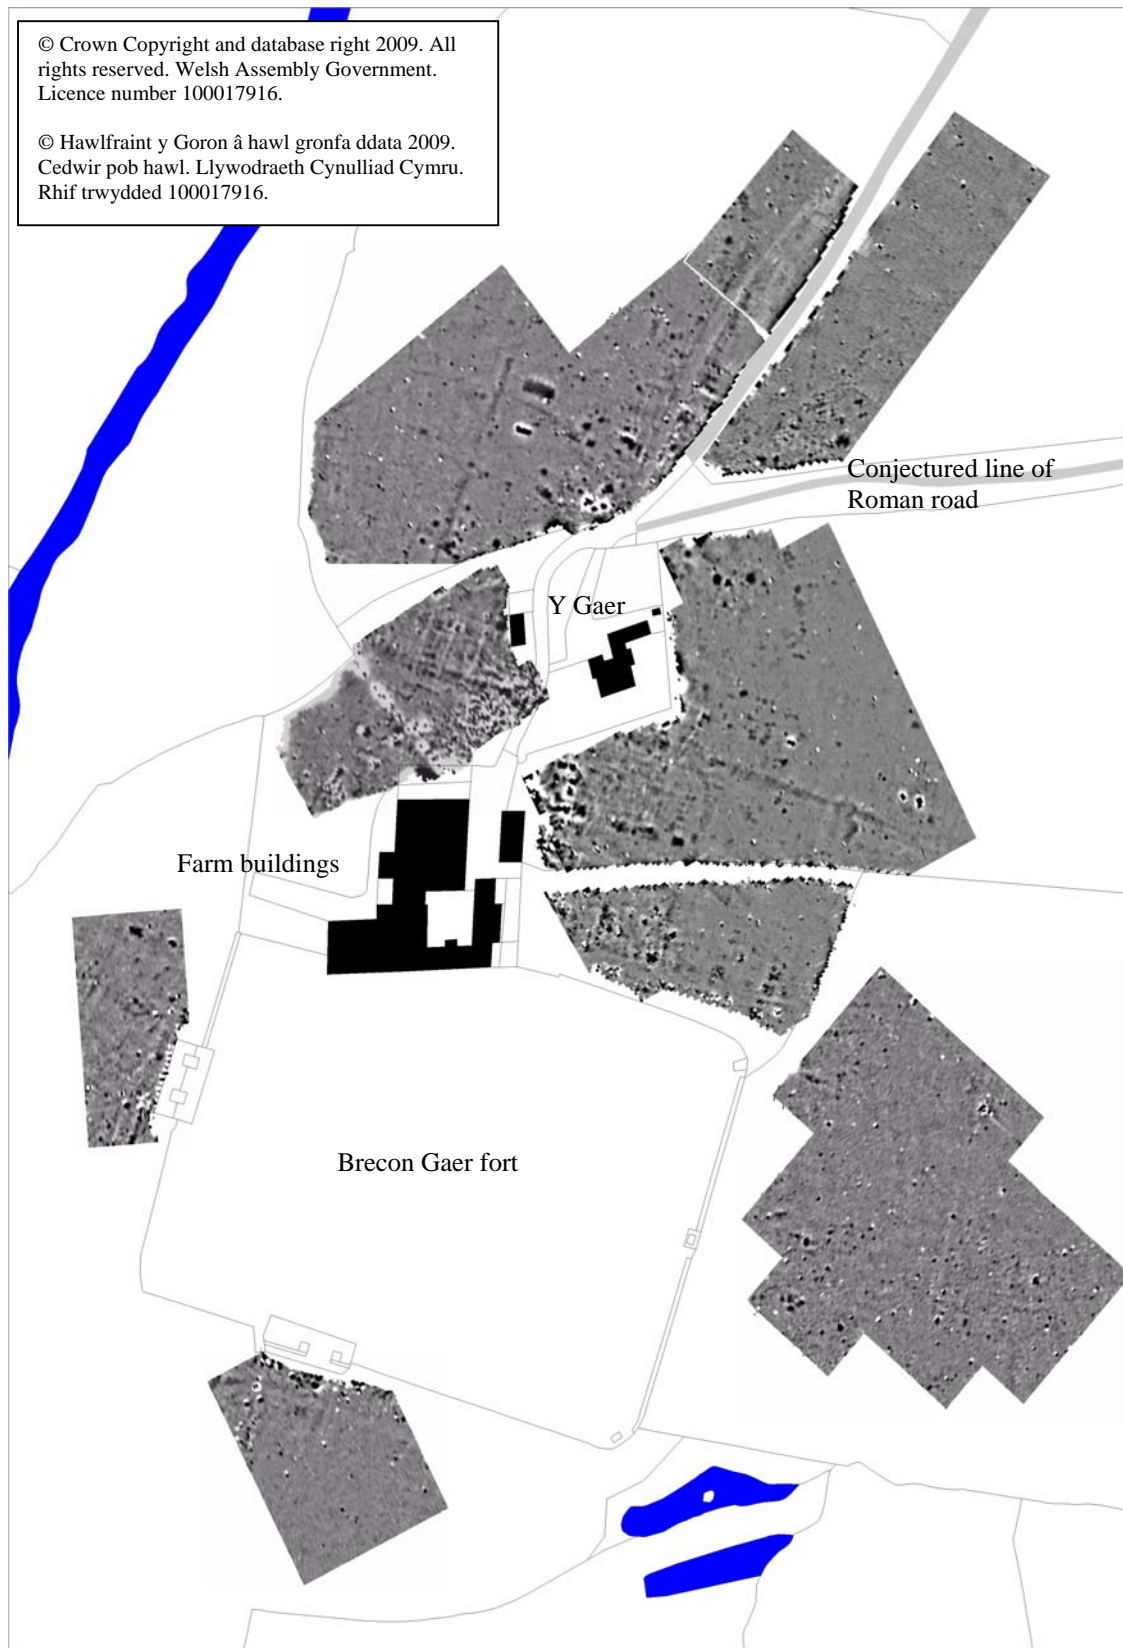 © Crown Copyright and database right 2009. All
rights reserved. Welsh Assembly Government.
Licence number 100017916.
© Hawlfraint y Goron â hawl gronfa ddata 2009.
Cedwir pob hawl. Llywodraeth Cynulliad Cymru.
Rhif trwydded 100017916.
Conjectured line of
Roman road
Y Gaer
Farm buildings
Brecon Gaer fort